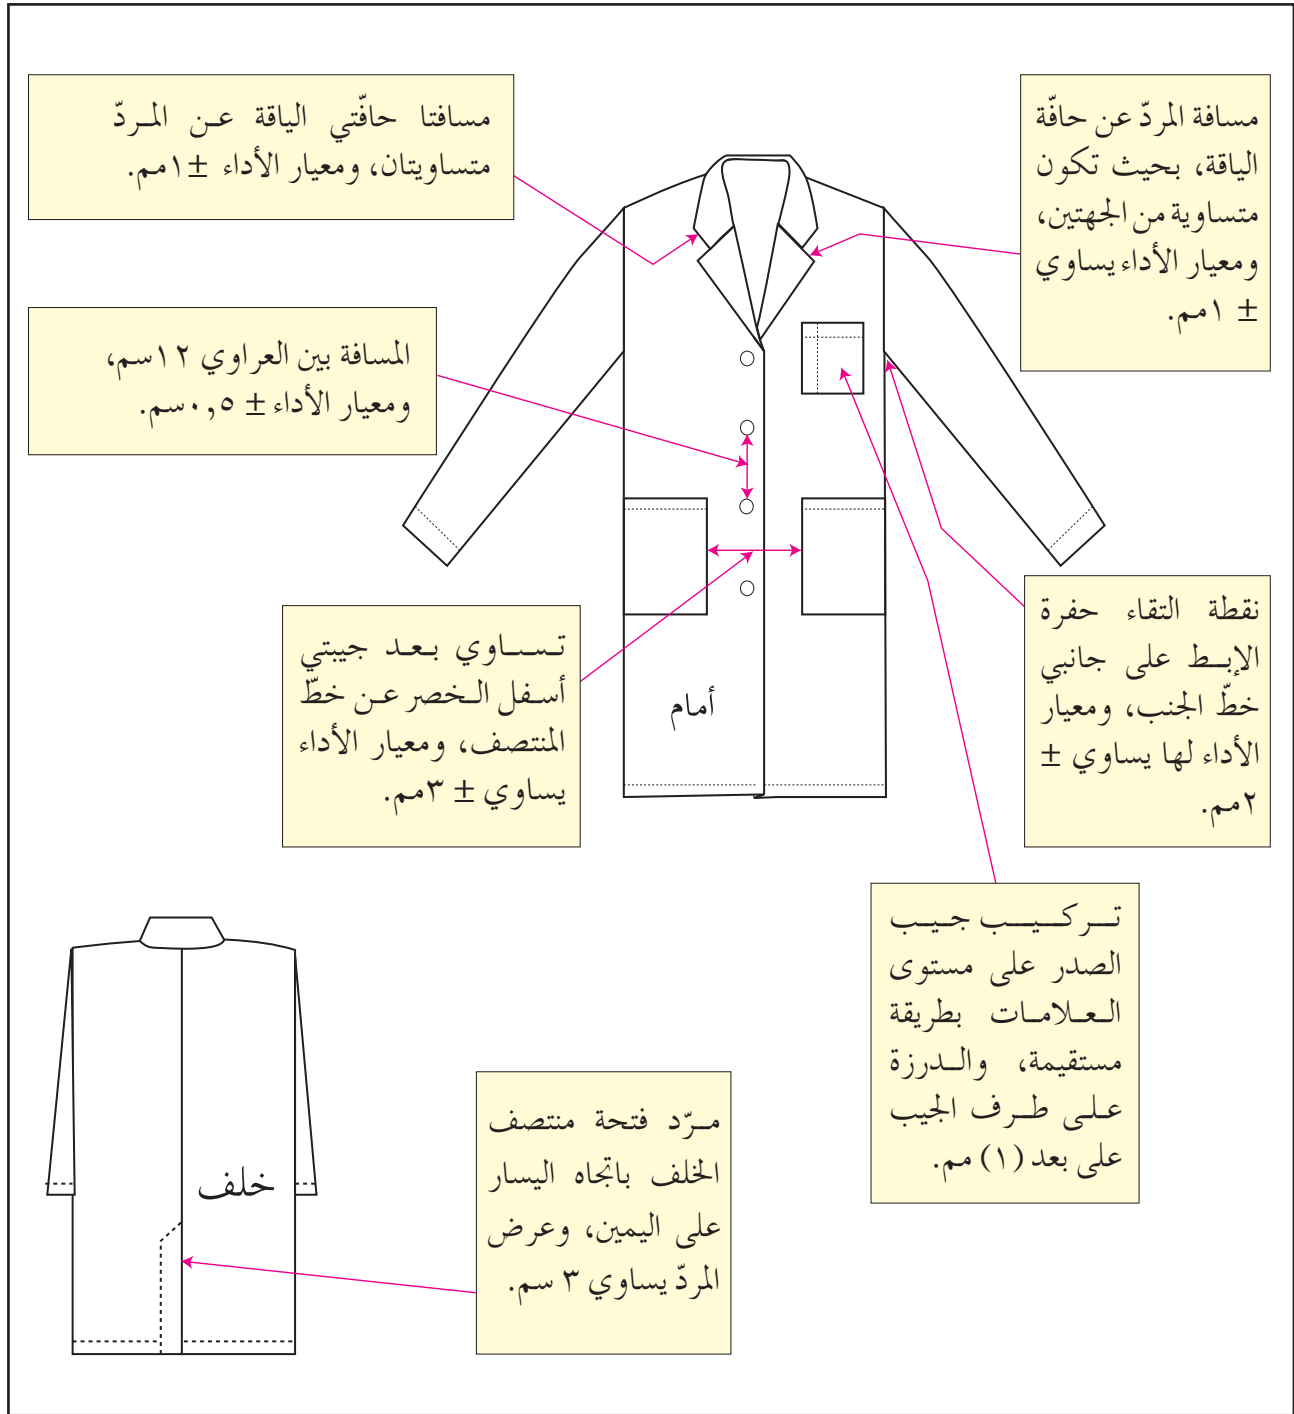 مسافة المردّ عن حافّة
الياقة، بحيث تكون
متساوية من الجهتين،
ومعيار الأداء يساوي
± ١مم.
مسافتا حافّتي الياقة عن المردّ
متساويتان، ومعيار الأداء ±١مم.
المسافة بين العراوي ١٢سم،
ومعيار الأداء ± ٠,٥سم.
نقطة التقاء حفرة
الإبط على جانبي
خطّ الجنب، ومعيار
الأداء لها يساوي ±
٢مم.
تساوي بعد جيبتي
أسفل الخصر عن خطّ
المنتصف، ومعيار الأداء
يساوي ± ٣مم.
أمام
تركيب جيب
الصدر على مستوى
العلامات بطريقة
مستقيمة، والدرزة
على طرف الجيب
على بعد (١) مم.
مرّد فتحة منتصف
الخلف باتجاه اليسار
على اليمين، وعرض
المردّ يساوي ٣ سم.
خلف